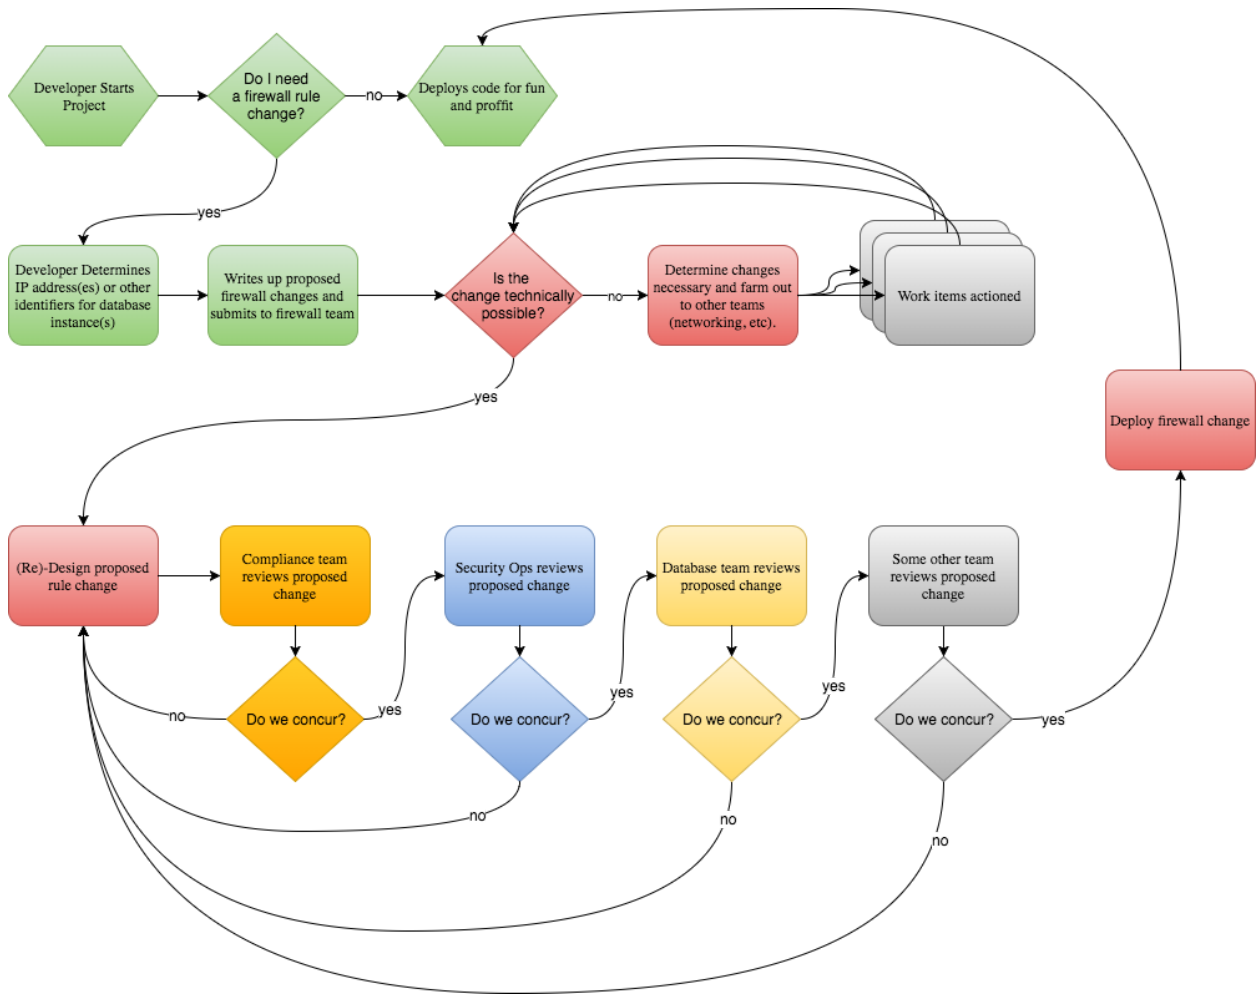 Developer Starts
Project
Do I need
a firewall rule
change?
no
Deploys code for fun
and proffit
yes
Developer Determines
IP address(es) or other
identifiers for database
instance(s)
Writes up proposed
firewall changes and
submits to firewall team
Is the
change technically
possible?
no
Determine changes
necessary and farm out
to other teams
(networking, etc).
Work items actioned
yes
Deploy firewall change
(Re)-Design proposed
rule change
Compliance team
reviews proposed
change
Security Ops reviews
proposed change
Database team reviews
proposed change
Some other team
reviews proposed
change
no
Do we concur?
yes
Do we concur?
yes
Do we concur?
yes
Do we concur?
yes
no
no
no